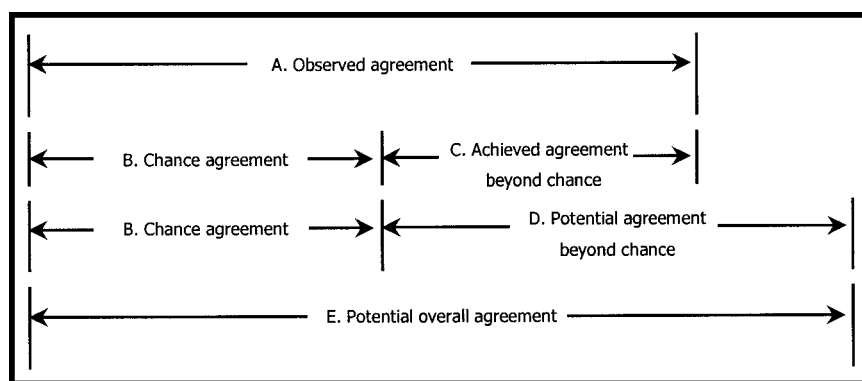 A. Observed agreement
B. Chance agreement
C. Achieved agreement
beyond chance
B. Chance agreement
D. Potential agreement
beyond chance
E. Potential overall agreement